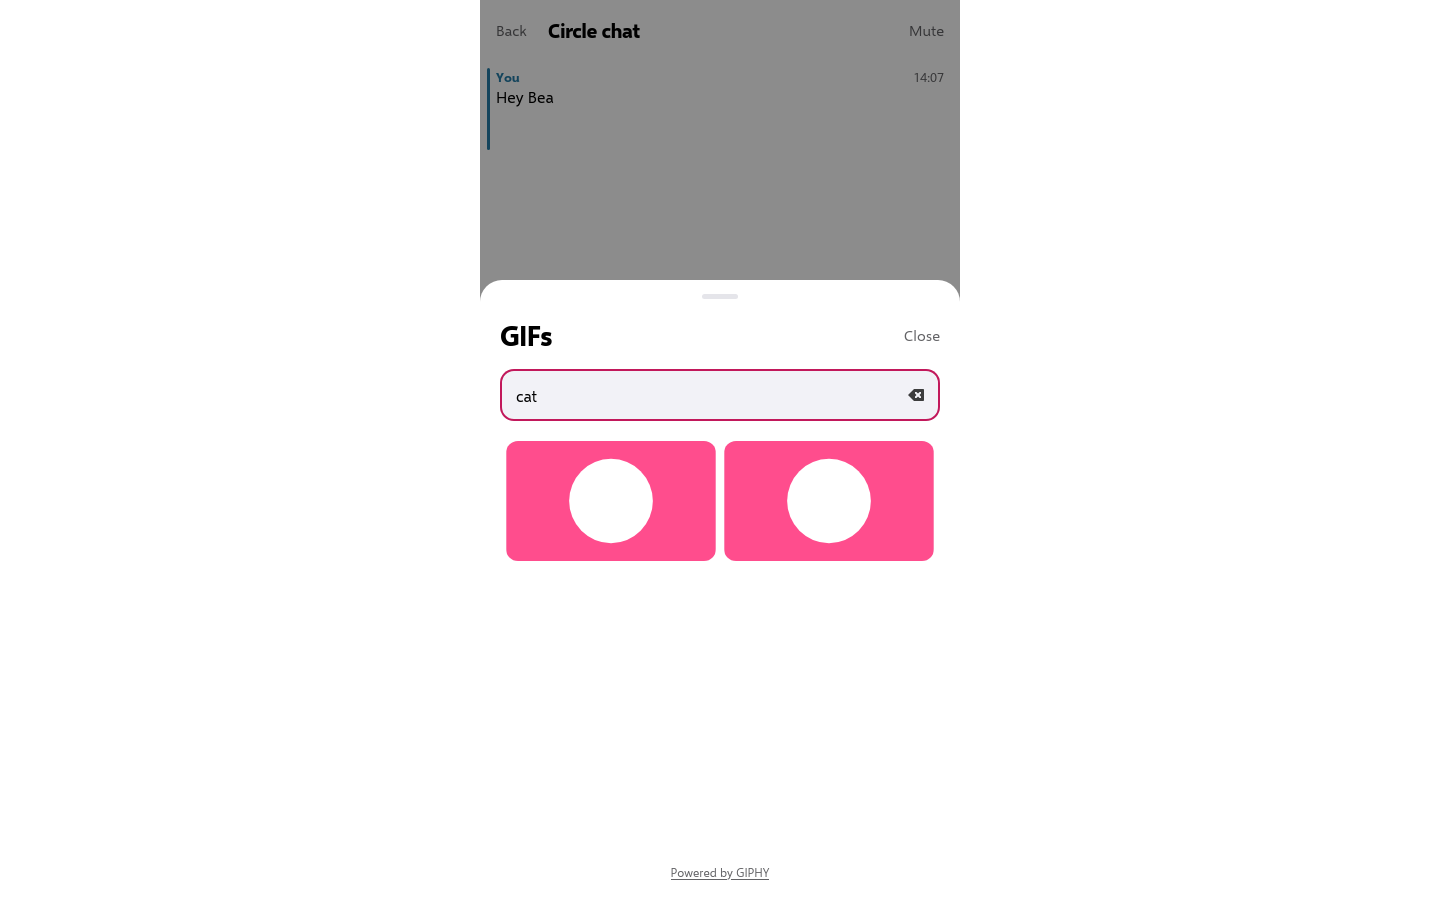 Back Circle chat Mute
You 14:07
Hey Bea
GIFs Close
cat
Powered by GIPHY